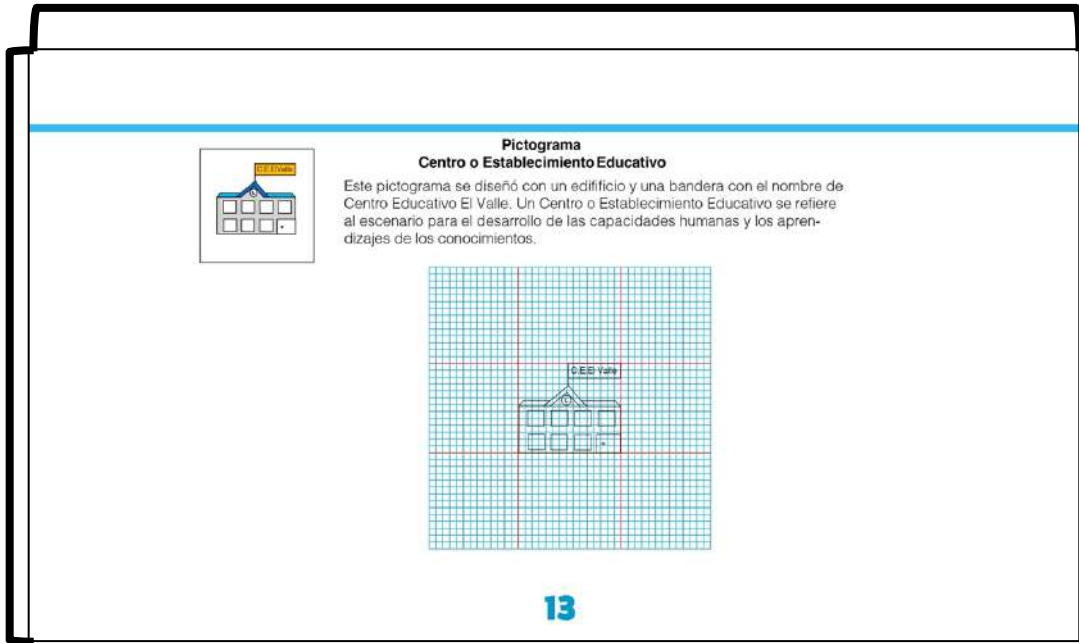 Pictograma
Centro o Establecimiento Educativo
C.E.El Valle
Este pictograma se diseñó con un edifificio y una bandera con el nombre de
Centro Educativo El Valle. Un Centro o Establecimiento Educativo se refiere
al escenario para el desarrollo de las capacidades humanas y los apren-
dizajes de los conocimientos.
C.E.El Valle
13